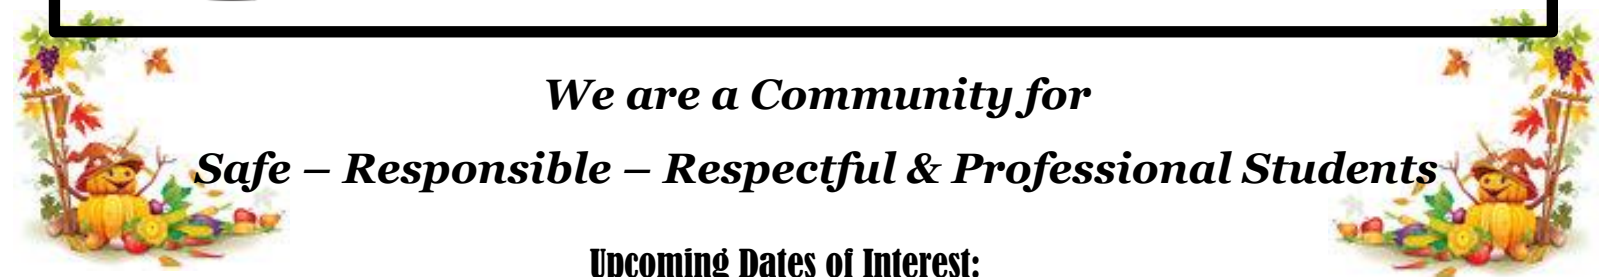 We are a Community for
Safe – Responsible – Respectful & Professional Students
Upcoming Dates of Interest: